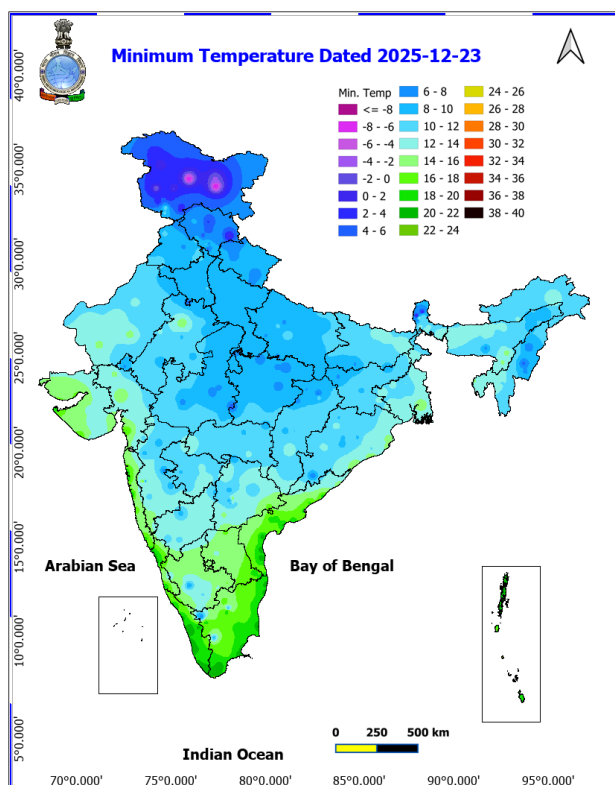 Minimum Temperature Dated 2025-12-23
Min. Temp
<= -8
-8 - -6
-6 - -4
-4 - -2
-2 - 0
0 - 2
2 - 4
4 - 6
6 - 8
8 - 10
10 - 12
12 - 14
14 - 16
16 - 18
18 - 20
20 - 22
22 - 24
24 - 26
26 - 28
28 - 30
30 - 32
32 - 34
34 - 36
36 - 38
38 - 40
40°0.000'
35°0.000'
30°0.000'
25°0.000'
20°0.000'
15°0.000'
10°0.000'
5°0.000'
Arabian Sea
Bay of Bengal
Indian Ocean
0 250 500 km
70°0.000' 75°0.000' 80°0.000' 85°0.000' 90°0.000' 95°0.000'